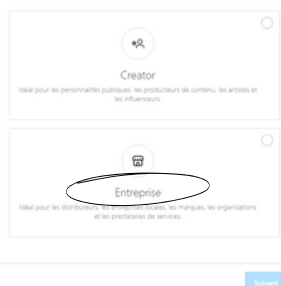 Creator
Idéal pour les personnalités publiques, les producteurs de contenu, les artistes et
les influenceurs.
Entreprise
Idéal pour les distributeurs, les entreprises locales, les marques, les organisations
et les prestataires de services.
Suivant